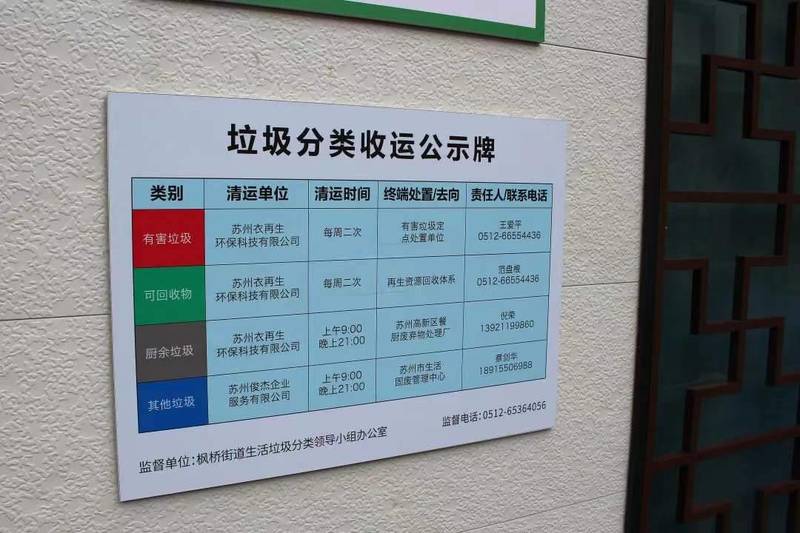 垃圾分类收运公示牌
类别 清运单位 清运时间 终端处置/去向 责任人/联系电话
有害垃圾 苏州衣再生 环保科技有限公司 每周二次 有害垃圾定 点处置单位 王爱平 0512-66554436
可回收物 苏州衣再生 环保科技有限公司 每周二次 再生资源回收体系 范盘根 0512-66554436
厨余垃圾 苏州衣再生 环保科技有限公司 上午9:00 晚上21:00 苏州高新区餐 厨废弃物处理厂 倪荣 13921199860
其他垃圾 苏州俊杰企业 服务有限公司 上午9:00 晚上21:00 苏州市生活 固废管理中心 蔡剑华 18915506988
监督单位:枫桥街道生活垃圾分类领导小组办公室 监督电话:0512-65364056